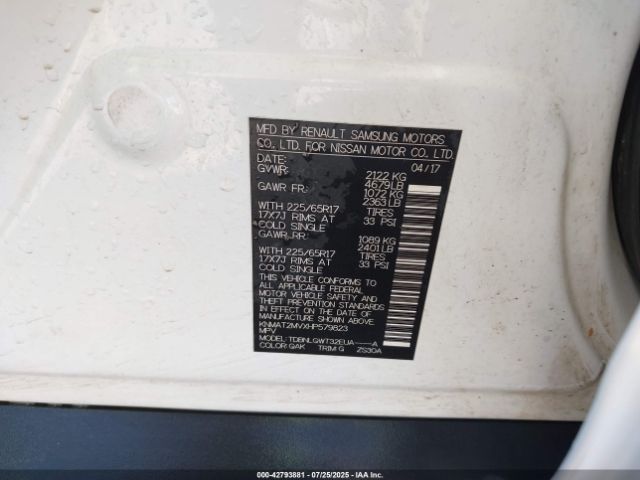 MFD BY RENAULT SAMSUNG MOTORS
CO., LTD. FOR NISSAN MOTOR CO., LTD.
DATE: 04/17
GVWR: 2122 KG
4679 LB
GAWR FR: 1072 KG
2363 LB
WITH 225/65R17 TIRES
17X7J RIMS AT 33 PSI
COLD SINGLE
GAWR RR: 1089 KG
2401 LB
WITH 225/65R17 TIRES
17X7J RIMS AT 33 PSI
COLD SINGLE
THIS VEHICLE CONFORMS TO
ALL APPLICABLE FEDERAL
MOTOR VEHICLE SAFETY AND
THEFT PREVENTION STANDARDS
IN EFFECT ON THE DATE OF
MANUFACTURE SHOWN ABOVE.
KNMAT2MVXHP579823
MPV
MODEL: TDBNLGWT32EUA-----A
COLOR: QAK TRIM: G ZS30A
000-42793881 - 07/25/2025 - IAA Inc.